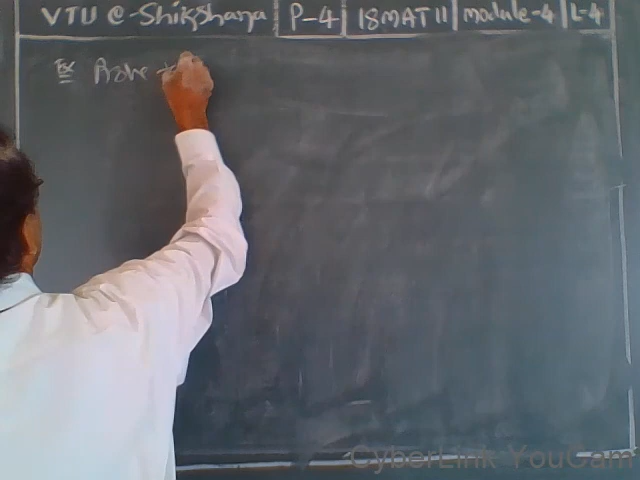 VTU e-Shikshana P-4 18MAT11 module-4 L-4
Ex Prove
CyberLink YouCam